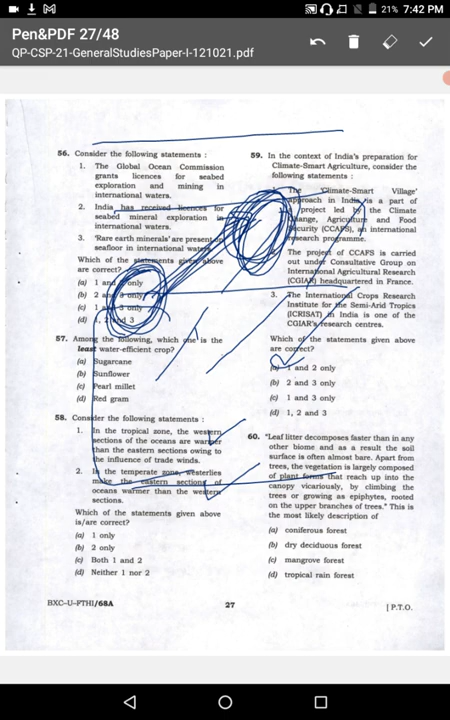 21% 7:42 PM
Pen&PDF 27/48
QP-CSP-21-GeneralStudiesPaper-I-121021.pdf
56. Consider the following statements :
1. The Global Ocean Commission
grants licences for seabed
exploration and mining in
international waters.
2. India has received licences for
seabed mineral exploration in
international waters.
3. 'Rare earth minerals' are present on
seafloor in international waters.
Which of the statements given above
are correct?
(a) 1 and 2 only
(b) 2 and 3 only
(c) 1 and 3 only
(d) 1, 2 and 3
57. Among the following, which one is the
least water-efficient crop?
(a) Sugarcane
(b) Sunflower
(c) Pearl millet
(d) Red gram
58. Consider the following statements :
1. In the tropical zone, the western
sections of the oceans are warmer
than the eastern sections owing to
the influence of trade winds.
2. In the temperate zone, westerlies
make the eastern sections of
oceans warmer than the western
sections.
Which of the statements given above
is/are correct?
(a) 1 only
(b) 2 only
(c) Both 1 and 2
(d) Neither 1 nor 2
59. In the context of India's preparation for
Climate-Smart Agriculture, consider the
following statements :
The 'Climate-Smart Village'
approach in India is a part of
project led by the Climate
Change, Agriculture and Food
Security (CCAFS), an international
research programme.
The project of CCAFS is carried
out under Consultative Group on
International Agricultural Research
(CGIAR) headquartered in France.
3. The International Crops Research
Institute for the Semi-Arid Tropics
(ICRISAT) in India is one of the
CGIAR's research centres.
Which of the statements given above
are correct?
(a) 1 and 2 only
(b) 2 and 3 only
(c) 1 and 3 only
(d) 1, 2 and 3
60. "Leaf litter decomposes faster than in any
other biome and as a result the soil
surface is often almost bare. Apart from
trees, the vegetation is largely composed
of plant forms that reach up into the
canopy vicariously, by climbing the
trees or growing as epiphytes, rooted
on the upper branches of trees." This is
the most likely description of
(a) coniferous forest
(b) dry deciduous forest
(c) mangrove forest
(d) tropical rain forest
BXC-U-FTHI/68A
27
[ P.T.O.